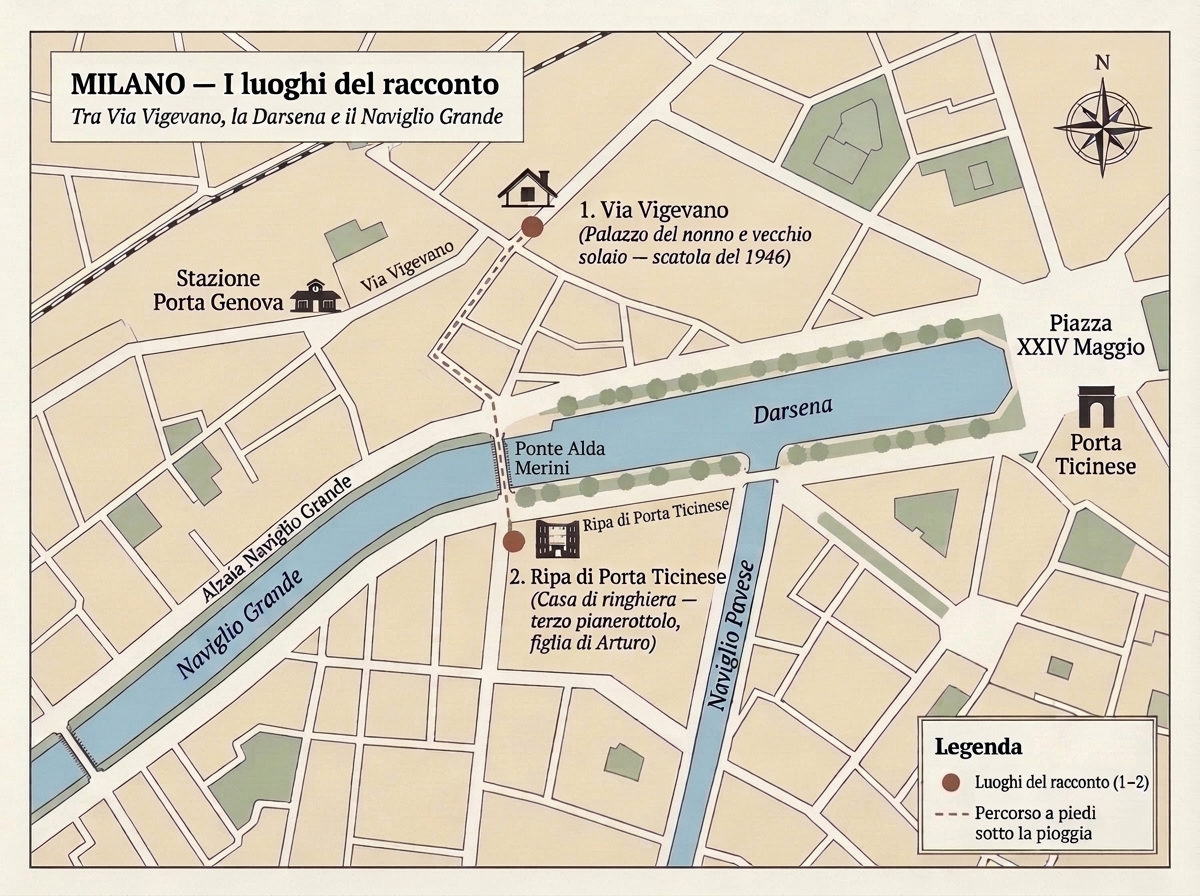 MILANO — I luoghi del racconto
Tra Via Vigevano, la Darsena e il Naviglio Grande
N
1. Via Vigevano
(Palazzo del nonno e vecchio
solaio — scatola del 1946)
Via Vigevano
Stazione
Porta Genova
Piazza
XXIV Maggio
Darsena
Porta
Ticinese
Ponte Alda
Merini
Alzaia Naviglio Grande
Naviglio Grande
Ripa di Porta Ticinese
2. Ripa di Porta Ticinese
(Casa di ringhiera —
terzo pianerottolo,
figlia di Arturo)
Naviglio Pavese
Legenda
Luoghi del racconto (1–2)
Percorso a piedi
sotto la pioggia